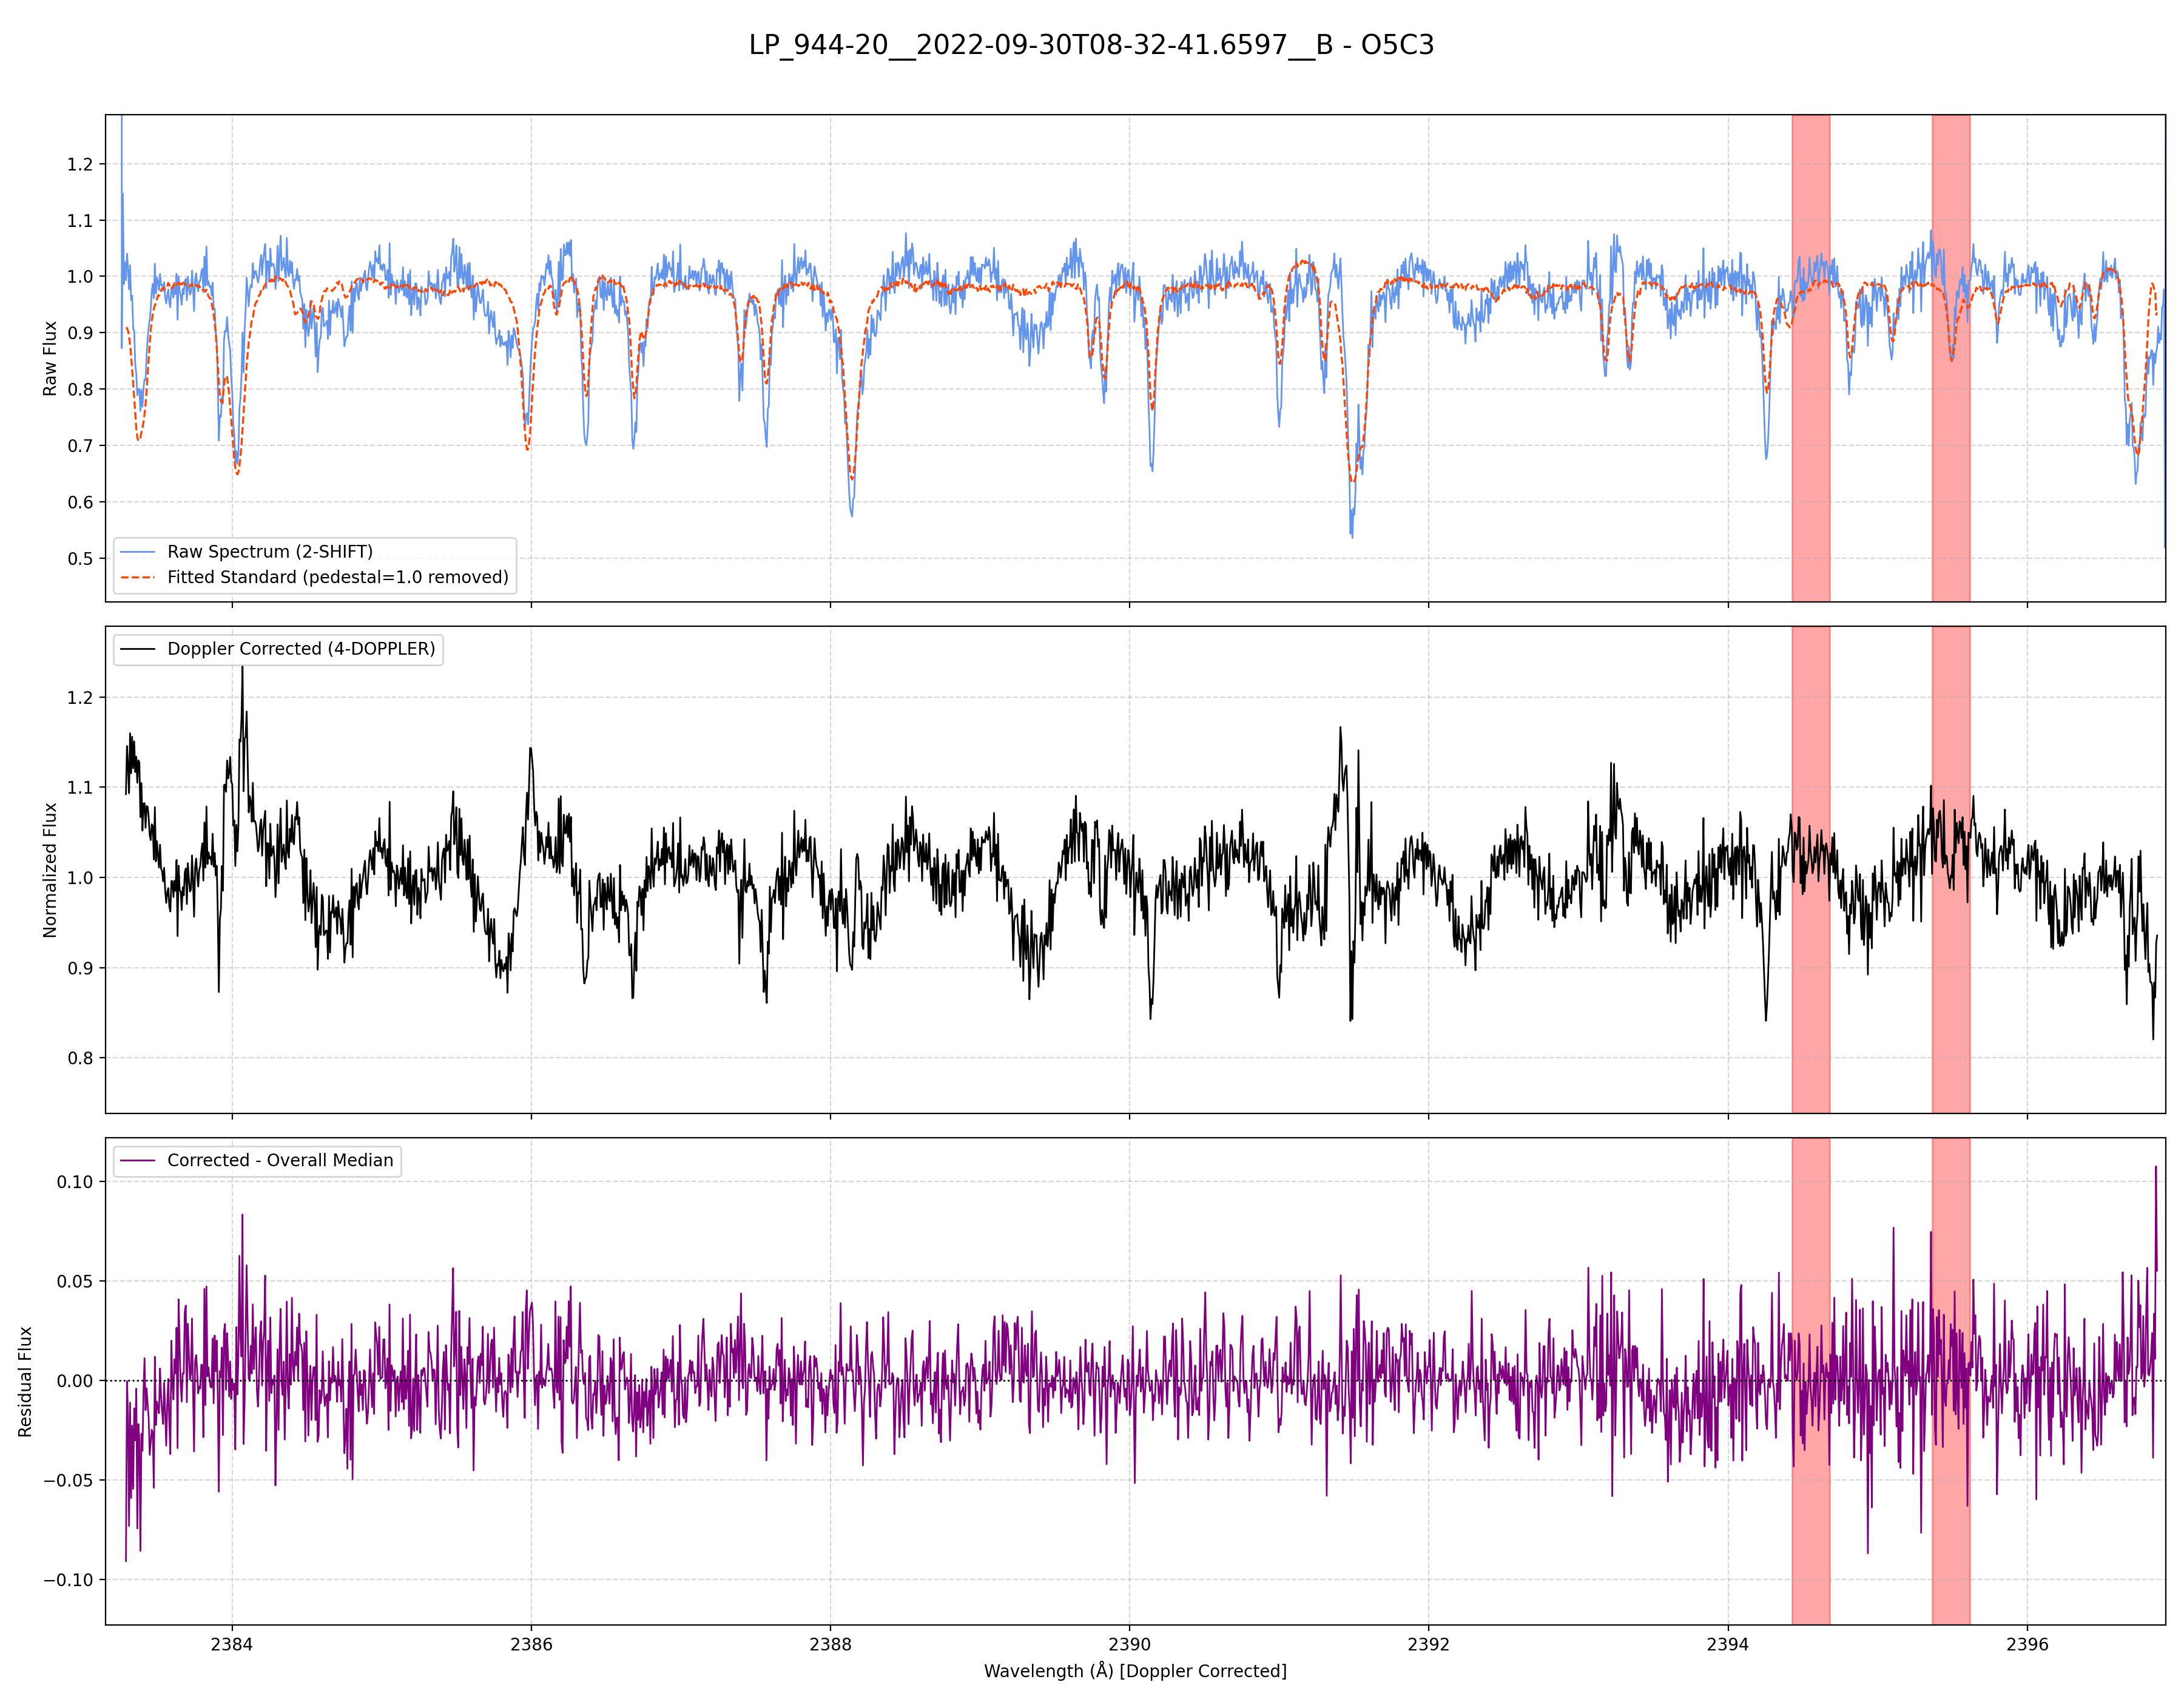 LP_944-20__2022-09-30T08-32-41.6597__B - O5C3
Raw Flux
1.2
1.1
1.0
0.9
0.8
0.7
0.6
0.5
Raw Spectrum (2-SHIFT)
Fitted Standard (pedestal=1.0 removed)
Normalized Flux
1.2
1.1
1.0
0.9
0.8
Doppler Corrected (4-DOPPLER)
Residual Flux
0.10
0.05
0.00
−0.05
−0.10
Corrected - Overall Median
2384 2386 2388 2390 2392 2394 2396
Wavelength (Å) [Doppler Corrected]